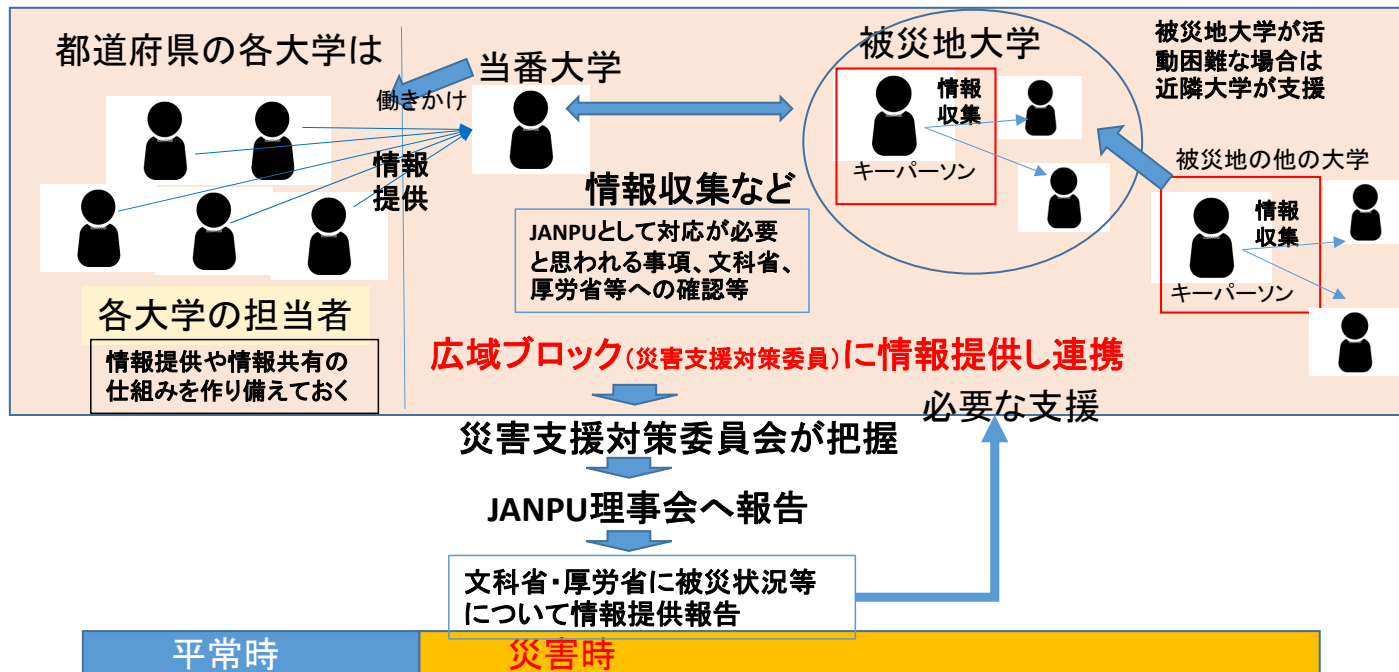 都道府県の各大学は
働きかけ
情報
提供
各大学の担当者
情報提供や情報共有の
仕組みを作り備えておく
当番大学
情報収集など
JANPUとして対応が必要
と思われる事項、文科省、
厚労省等への確認等
被災地大学
情報
収集
キーパーソン
被災地大学が活
動困難な場合は
近隣大学が支援
被災地の他の大学
情報
収集
キーパーソン
広域ブロック(災害支援対策委員)に情報提供し連携
必要な支援
災害支援対策委員会が把握
JANPU理事会へ報告
文科省・厚労省に被災状況等
について情報提供報告
平常時
災害時